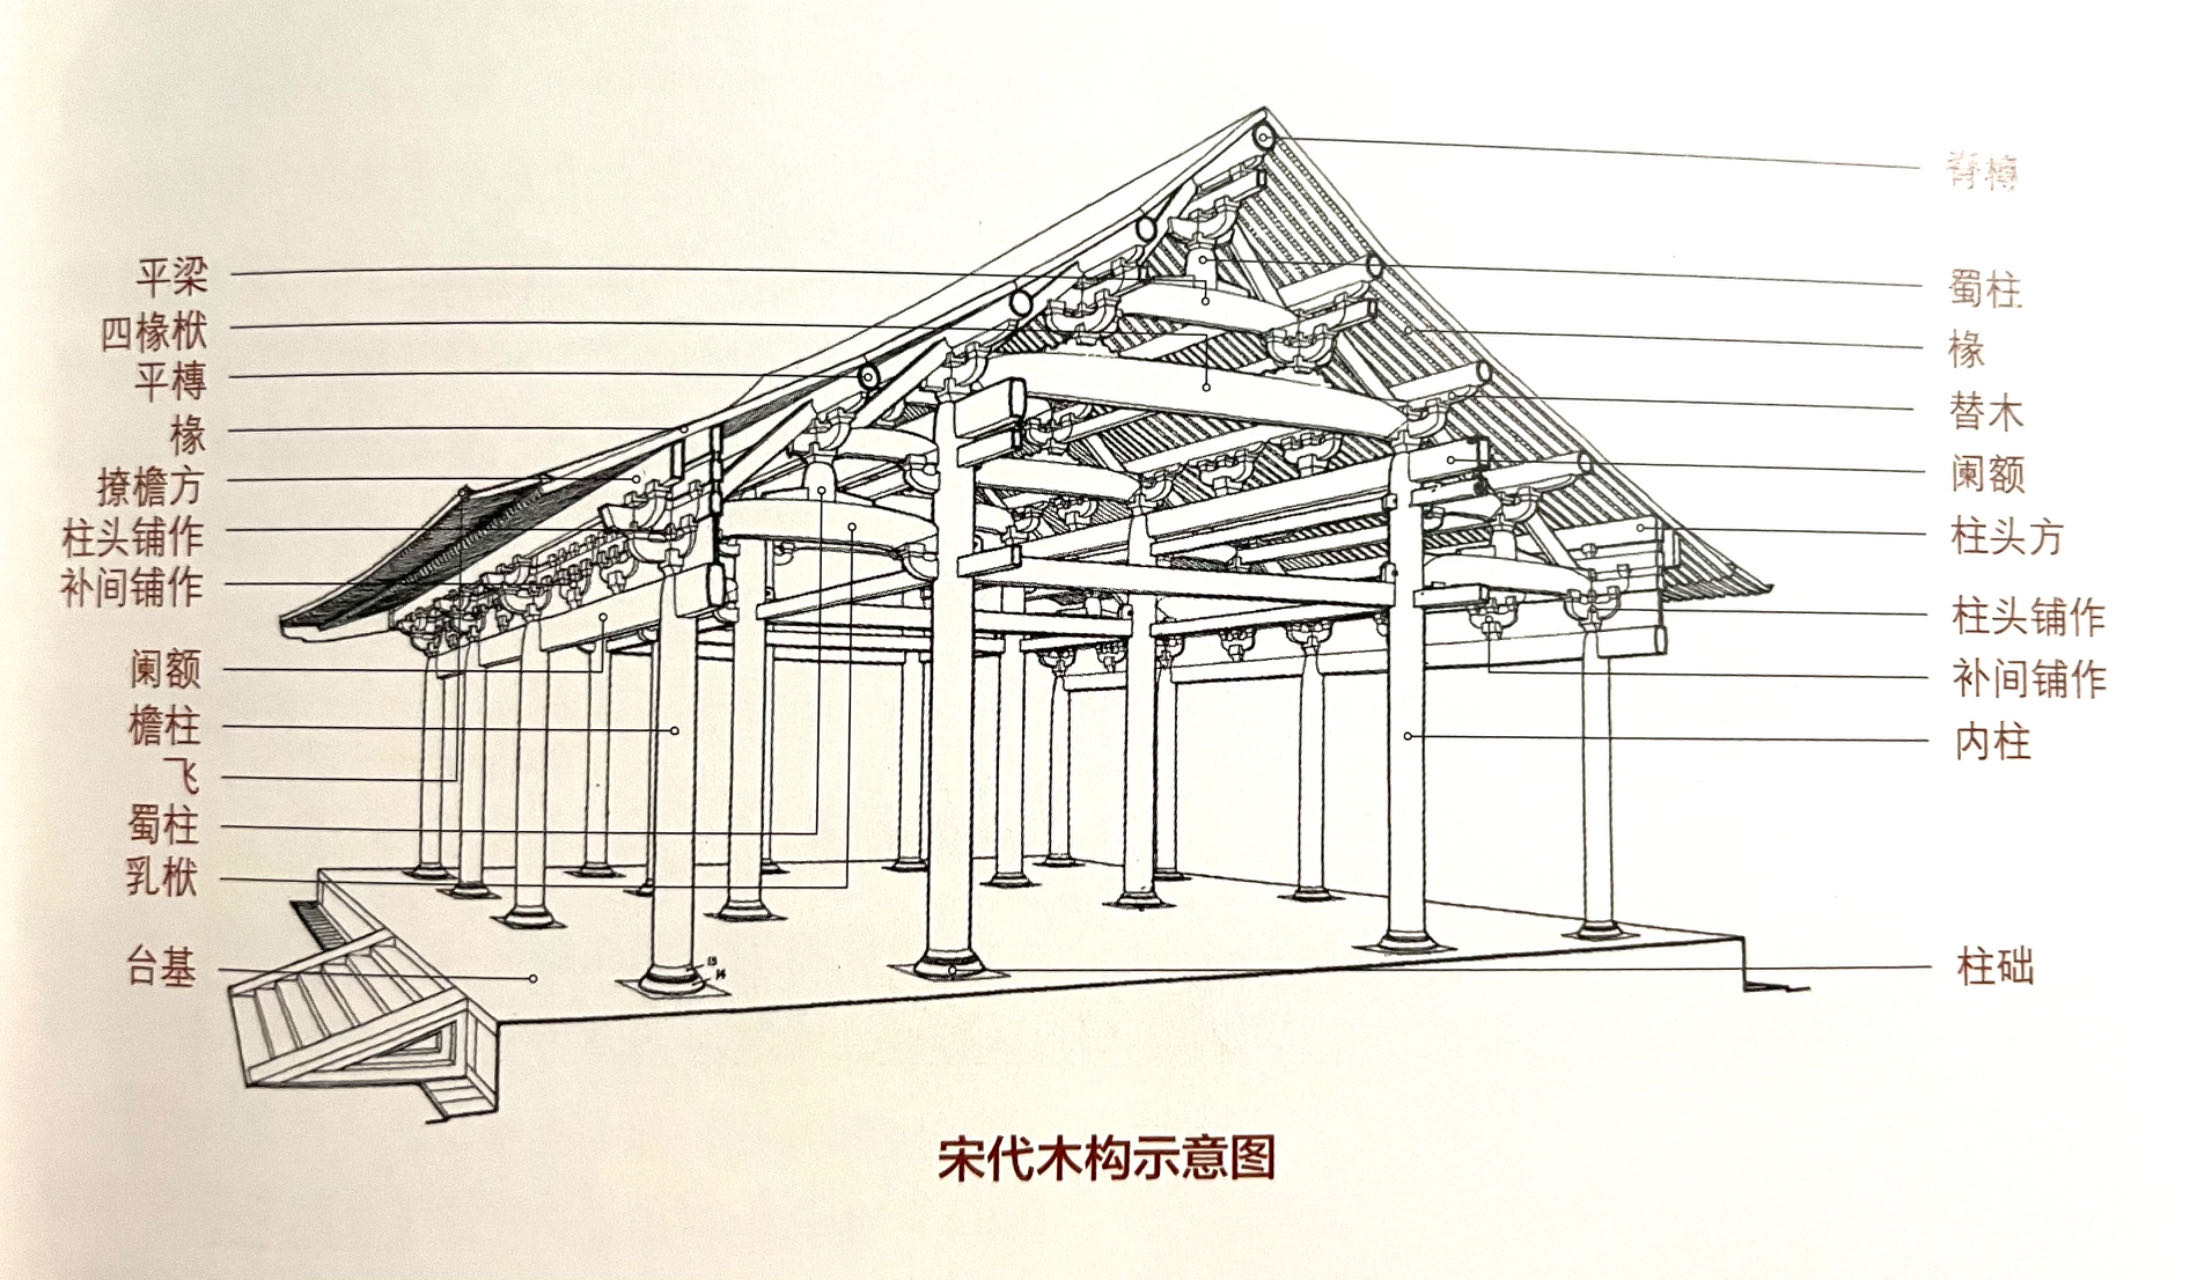 平梁
四椽栿
平槫
椽
撩檐方
柱头铺作
补间铺作
阑额
檐柱
飞
蜀柱
乳栿
台基
脊槫
蜀柱
椽
替木
阑额
柱头方
柱头铺作
补间铺作
内柱
柱础
宋代木构示意图